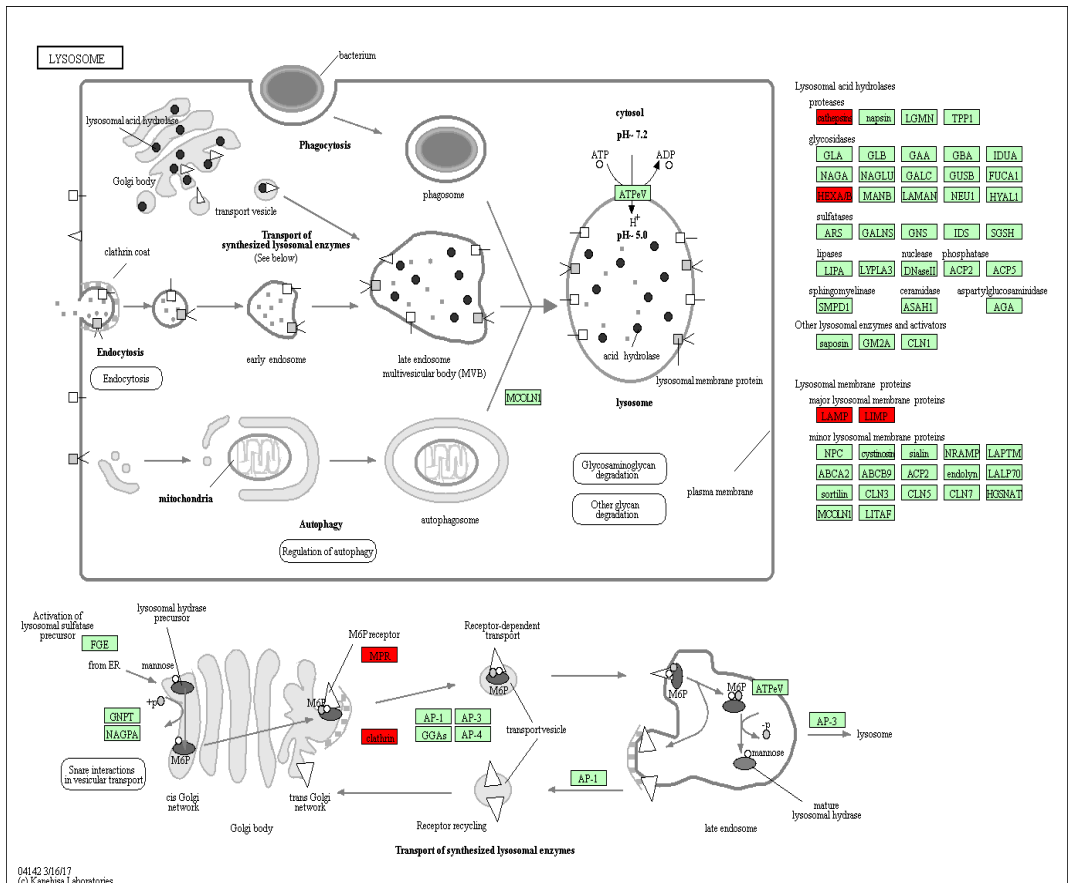 LYSOSOME
bacterium
lysosomal acid hydrolase
Phagocytosis
Golgi body
phagosome
transport vesicle
Transport of
synthesized lysosomal enzymes
(See below)
clathrin coat
Endocytosis
Endocytosis
early endosome
late endosome
multivesicular body (MVB)
MCOLN1
cytosol
pH~ 7.2
ATP
ADP
ATPeV
H+
pH~ 5.0
acid hydrolase
lysosomal membrane protein
lysosome
mitochondria
Autophagy
Regulation of autophagy
autophagosome
Glycosaminoglycan
degradation
Other glycan
degradation
plasma membrane
Lysosomal acid hydrolases
proteases
cathepsins napsin LGMN TPP1
glycosidases
GLA GLB GAA GBA IDUA
NAGA NAGLU GALC GUSB FUCA1
HEXA/B MANB LAMAN NEU1 HYAL1
sulfatases
ARS GALNS GNS IDS SGSH
lipases nuclease phosphatase
LIPA LYPLA3 DNaseII ACP2 ACP5
sphingomyelinase ceramidase aspartylglucosaminidase
SMPD1 ASAH1 AGA
Other lysosomal enzymes and activators
saposin GM2A CLN1
Lysosomal membrane proteins
major lysosomal membrane proteins
LAMP LIMP
minor lysosomal membrane proteins
NPC cystinosin sialin NRAMP LAPTM
ABCA2 ABCB9 ACP2 endolyn LALP70
sortilin CLN3 CLN5 CLN7 HGSNAT
MCOLN1 LITAF
Activation of
lysosomal sulfatase
precursor
FGE
lysosomal hydrase
precursor
from ER
mannose
+p
GNPT
NAGPA
M6P
Snare interactions
in vesicular transport
cis Golgi
network
Golgi body
trans Golgi
network
M6P receptor
MPR
M6P
clathrin
AP-1 AP-3
GGAs AP-4
Receptor-dependent
transport
M6P
transport vesicle
Receptor recycling
AP-1
M6P
M6P
ATPeV
-p
mannose
AP-3
lysosome
mature
lysosomal hydrase
late endosome
Transport of synthesized lysosomal enzymes
04142 3/16/17
(c) Kanehisa Laboratories